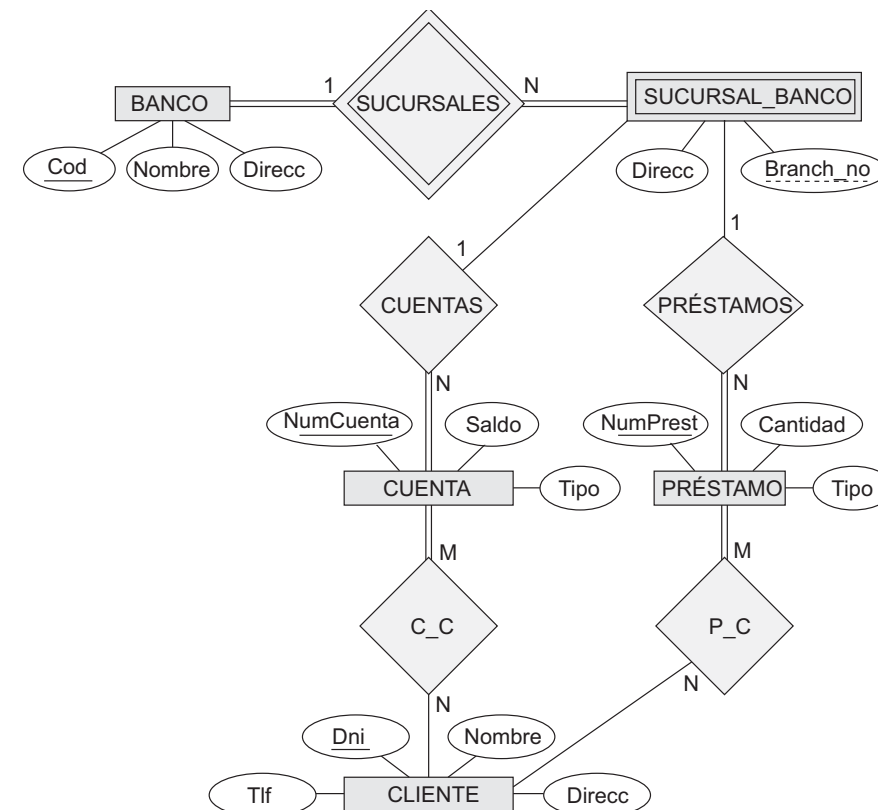 1
N
BANCO
SUCURSALES
SUCURSAL_BANCO
Cod
Nombre
Direcc
Direcc
Branch_no
1
1
CUENTAS
PRÉSTAMOS
N
N
NumCuenta
Saldo
NumPrest
Cantidad
CUENTA
Tipo
PRÉSTAMO
Tipo
M
M
C_C
P_C
N
N
Dni
Nombre
Tlf
CLIENTE
Direcc